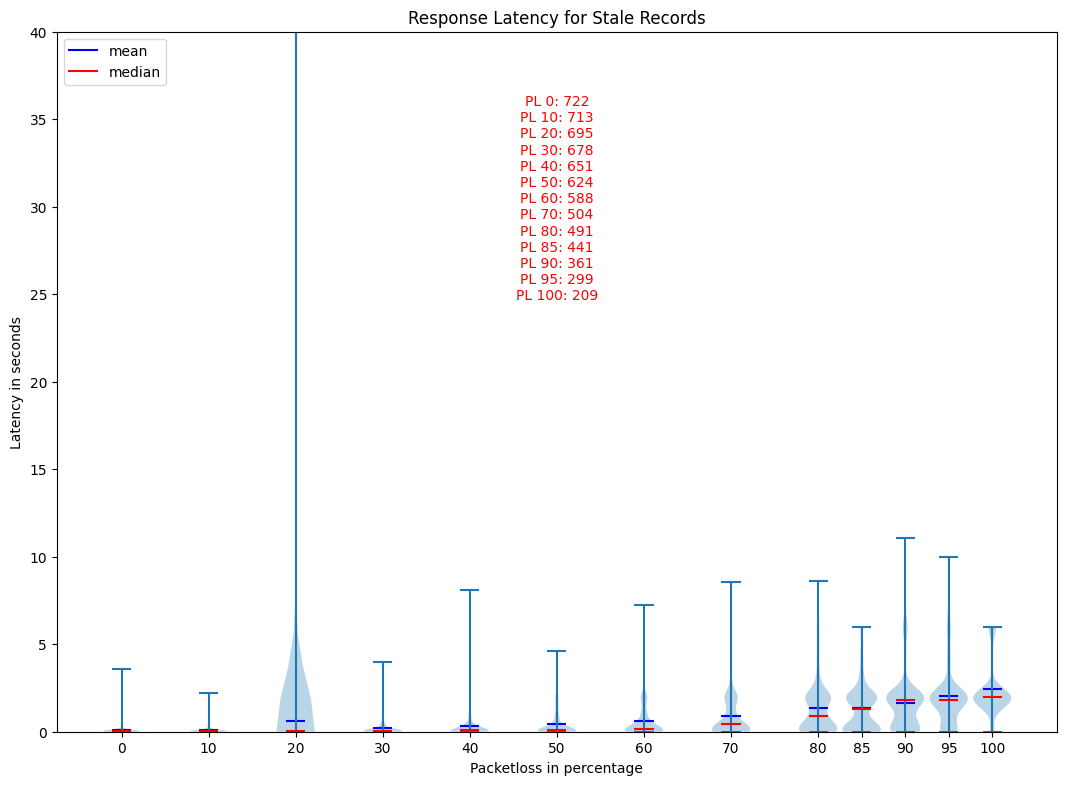 Response Latency for Stale Records
40
mean
median
35
30
25
20
15
10
5
0
Latency in seconds
PL 0: 722
PL 10: 713
PL 20: 695
PL 30: 678
PL 40: 651
PL 50: 624
PL 60: 588
PL 70: 504
PL 80: 491
PL 85: 441
PL 90: 361
PL 95: 299
PL 100: 209
0 10 20 30 40 50 60 70 80 85 90 95 100
Packetloss in percentage